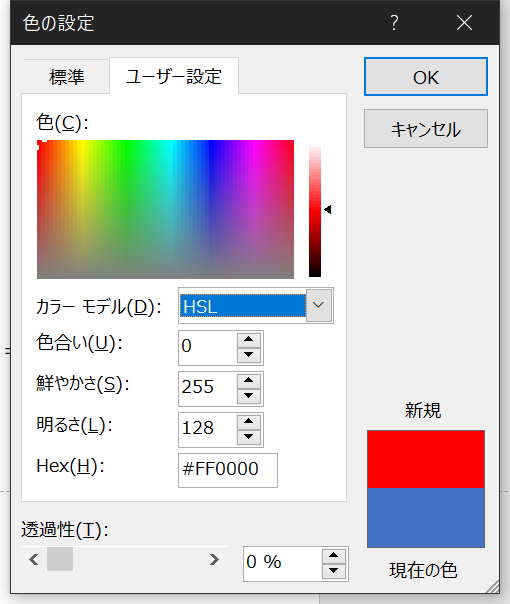 色の設定
?
標準
ユーザー設定
OK
キャンセル
色(C):
カラー モデル(D):
HSL
色合い(U):
0
鮮やかさ(S):
255
明るさ(L):
128
Hex(H):
#FF0000
新規
透過性(T):
0 %
現在の色